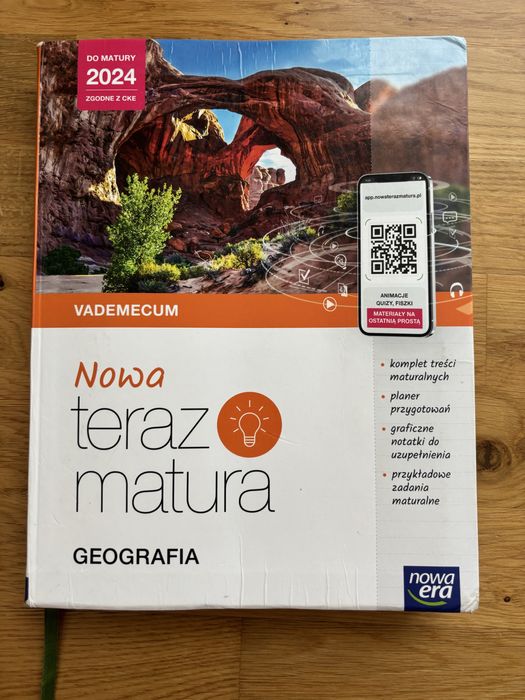 DO MATURY
2024
ZGODNE Z CKE
app.nowaterazmatura.pl
ANIMACJE
QUIZY, FISZKI
MATERIAŁY NA
OSTATNIĄ PROSTĄ
VADEMECUM
Nowa
teraz
matura
GEOGRAFIA
• komplet treści
maturalnych
• planer
przygotowań
• graficzne
notatki do
uzupełnienia
• przykładowe
zadania
maturalne
nowa
era